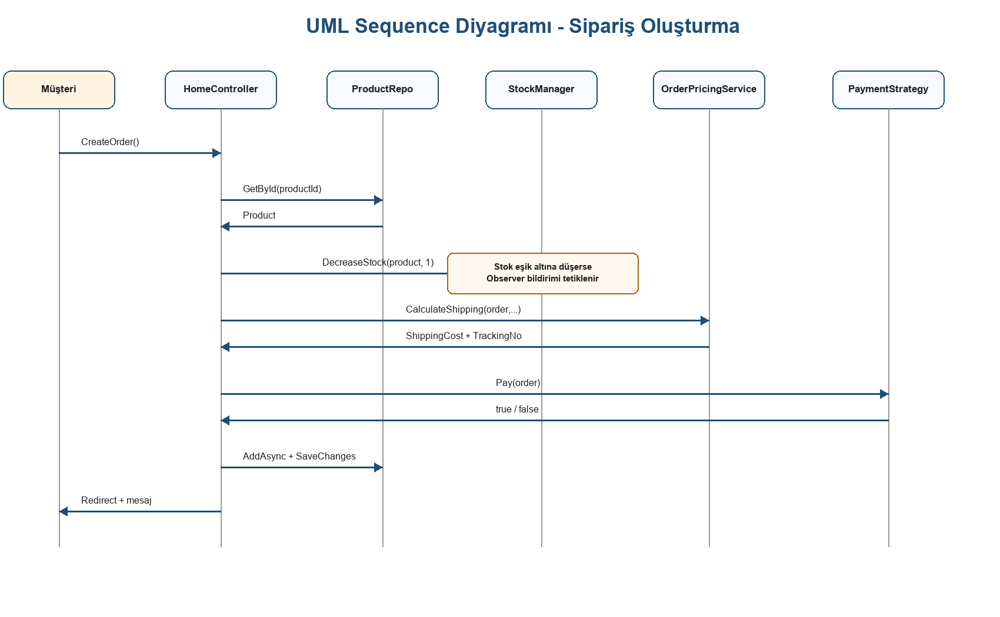 UML Sequence Diyagramı - Sipariş Oluşturma
Müşteri
HomeController
ProductRepo
StockManager
OrderPricingService
PaymentStrategy
CreateOrder()
GetById(productId)
Product
DecreaseStock(product, 1)
Stok eşik altına düşerse
Observer bildirimi tetiklenir
CalculateShipping(order,...)
ShippingCost + TrackingNo
Pay(order)
true / false
AddAsync + SaveChanges
Redirect + mesaj